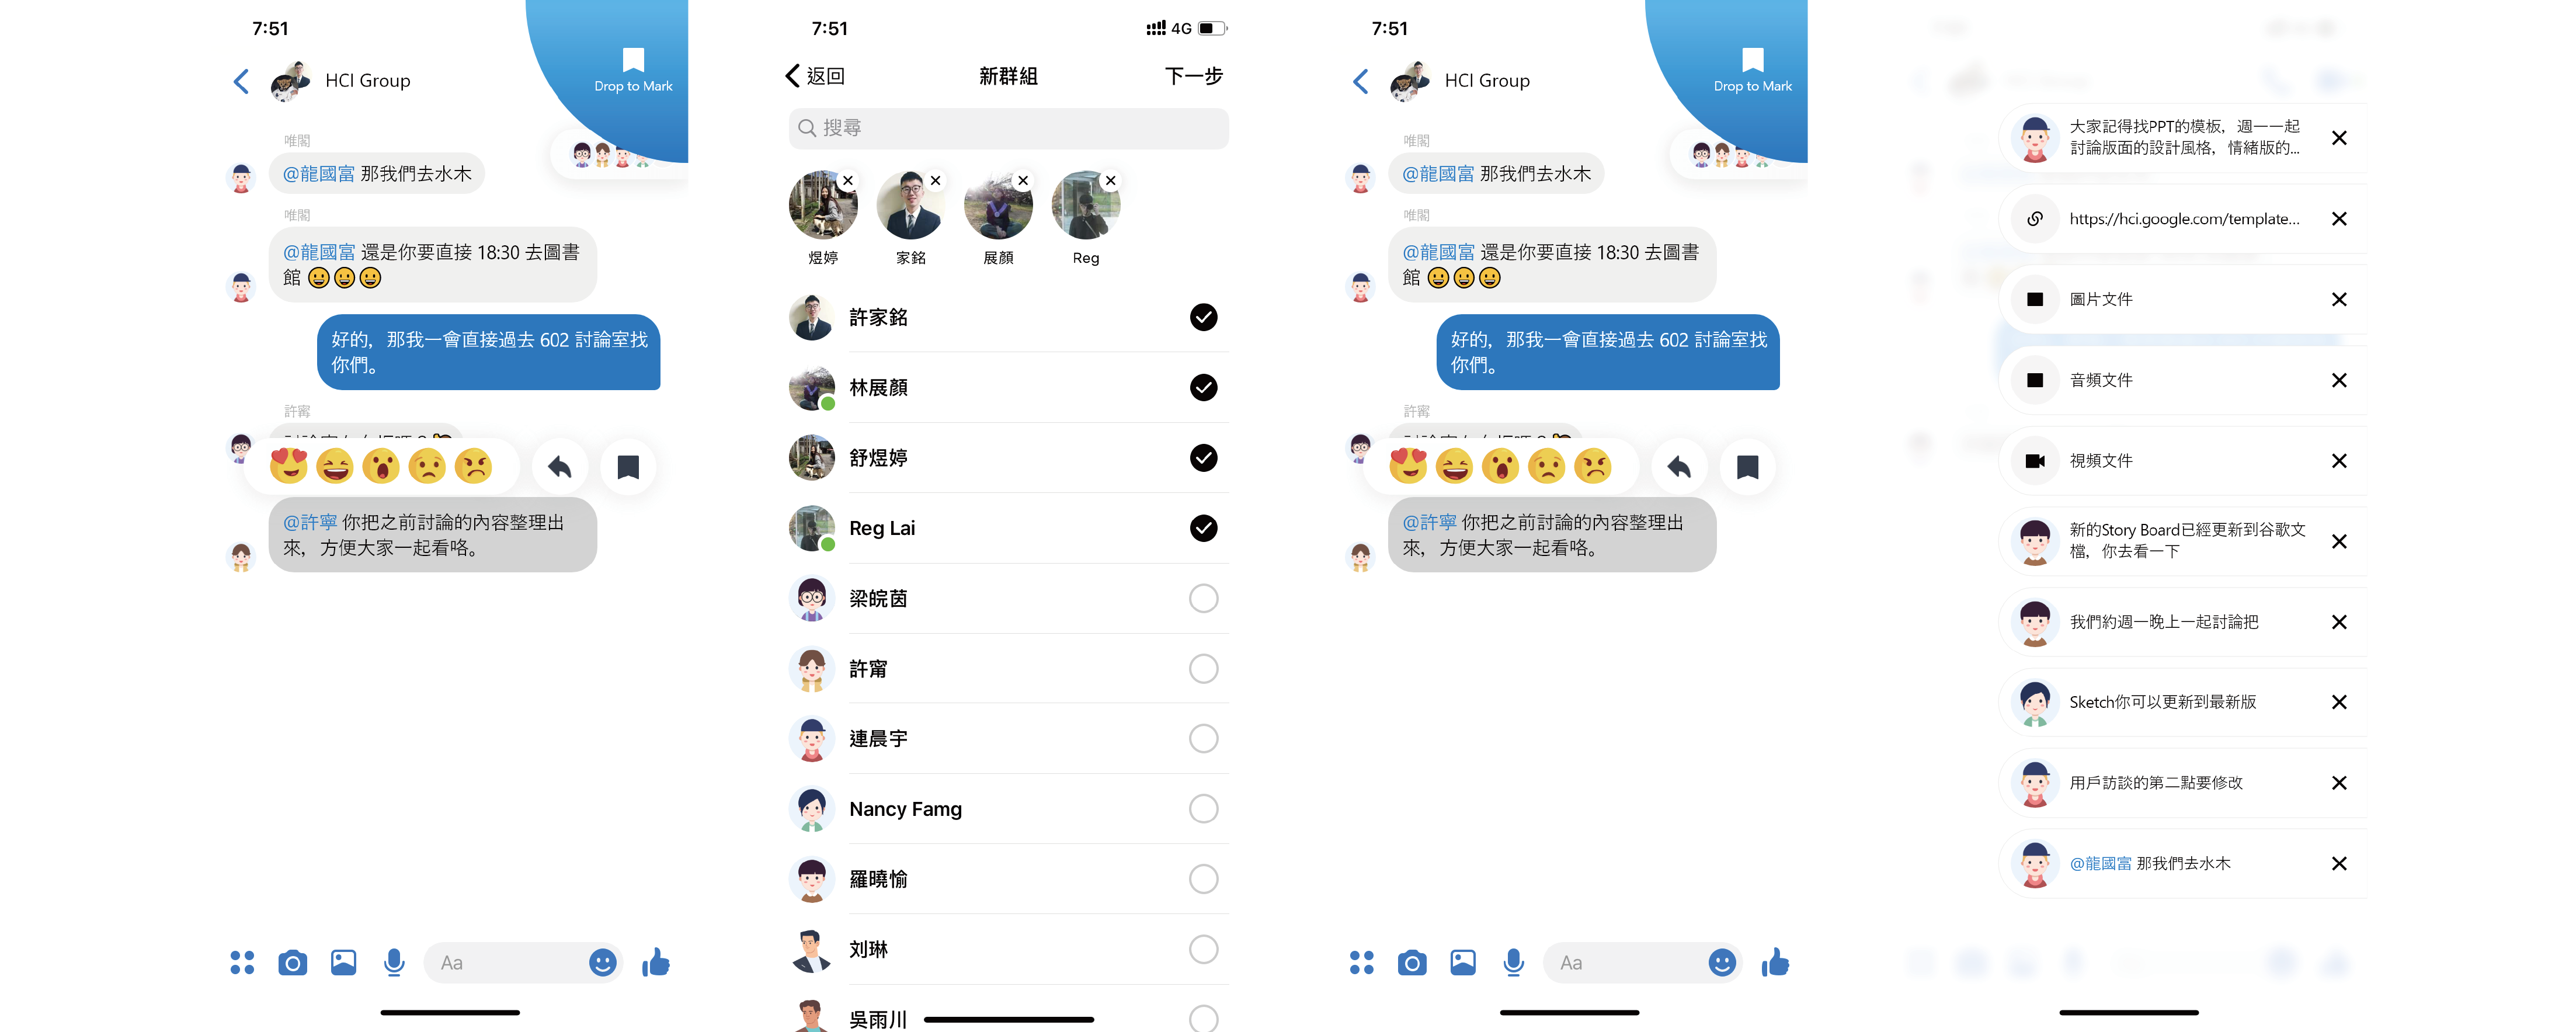 7:51
HCI Group
Drop to Mark
唯閣
@龍國富 那我們去水木
唯閣
@龍國富 還是你要直接 18:30 去圖書
館
好的，那我一會直接過去 602 討論室找
你們。
許甯
@許寧 你把之前討論的內容整理出
來，方便大家一起看咯。
Aa
7:51
4G
返回
新群組
下一步
搜尋
煜婷
家銘
展顏
Reg
許家銘
林展顏
舒煜婷
Reg Lai
梁皖茵
許甯
連晨宇
Nancy Famg
羅曉愉
刘琳
吳雨川
7:51
HCI Group
Drop to Mark
唯閣
@龍國富 那我們去水木
唯閣
@龍國富 還是你要直接 18:30 去圖書
館
好的，那我一會直接過去 602 討論室找
你們。
許甯
@許寧 你把之前討論的內容整理出
來，方便大家一起看咯。
Aa
大家記得找PPT的模板，週一一起
討論版面的設計風格，情緒版的...
https://hci.google.com/template...
圖片文件
音頻文件
視頻文件
新的Story Board已經更新到谷歌文
檔，你去看一下
我們約週一晚上一起討論把
Sketch你可以更新到最新版
用戶訪談的第二點要修改
@龍國富 那我們去水木